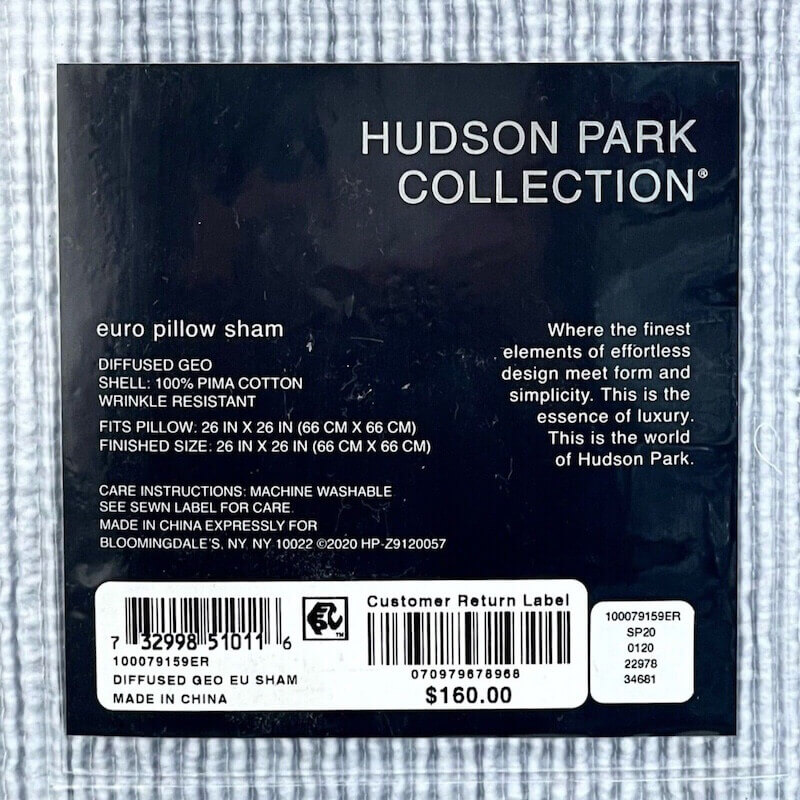 HUDSON PARK
COLLECTION®
euro pillow sham
DIFFUSED GEO
SHELL: 100% PIMA COTTON
WRINKLE RESISTANT
FITS PILLOW: 26 IN X 26 IN (66 CM X 66 CM)
FINISHED SIZE: 26 IN X 26 IN (66 CM X 66 CM)
CARE INSTRUCTIONS: MACHINE WASHABLE
SEE SEWN LABEL FOR CARE
MADE IN CHINA EXPRESSLY FOR
BLOOMINGDALE'S, NY, NY 10022 ©2020 HP-Z9120057
Where the finest
elements of effortless
design meet form and
simplicity. This is the
essence of luxury.
This is the world
of Hudson Park.
7 32998 51011 6
100079159ER
DIFFUSED GEO EU SHAM
MADE IN CHINA
TM
Customer Return Label
070979678968
$160.00
100079159ER
SP20
0120
22978
34681